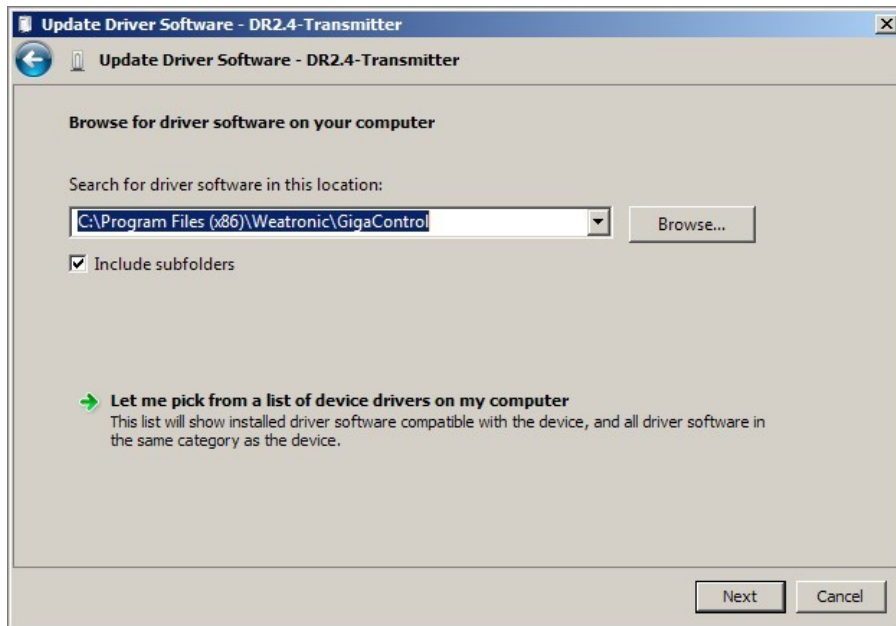 Update Driver Software - DR2.4-Transmitter
Update Driver Software - DR2.4-Transmitter
Browse for driver software on your computer
Search for driver software in this location:
C:\Program Files (x86)\Weatronic\GigaControl
Browse...
Include subfolders
Let me pick from a list of device drivers on my computer
This list will show installed driver software compatible with the device, and all driver software in
the same category as the device.
Next
Cancel